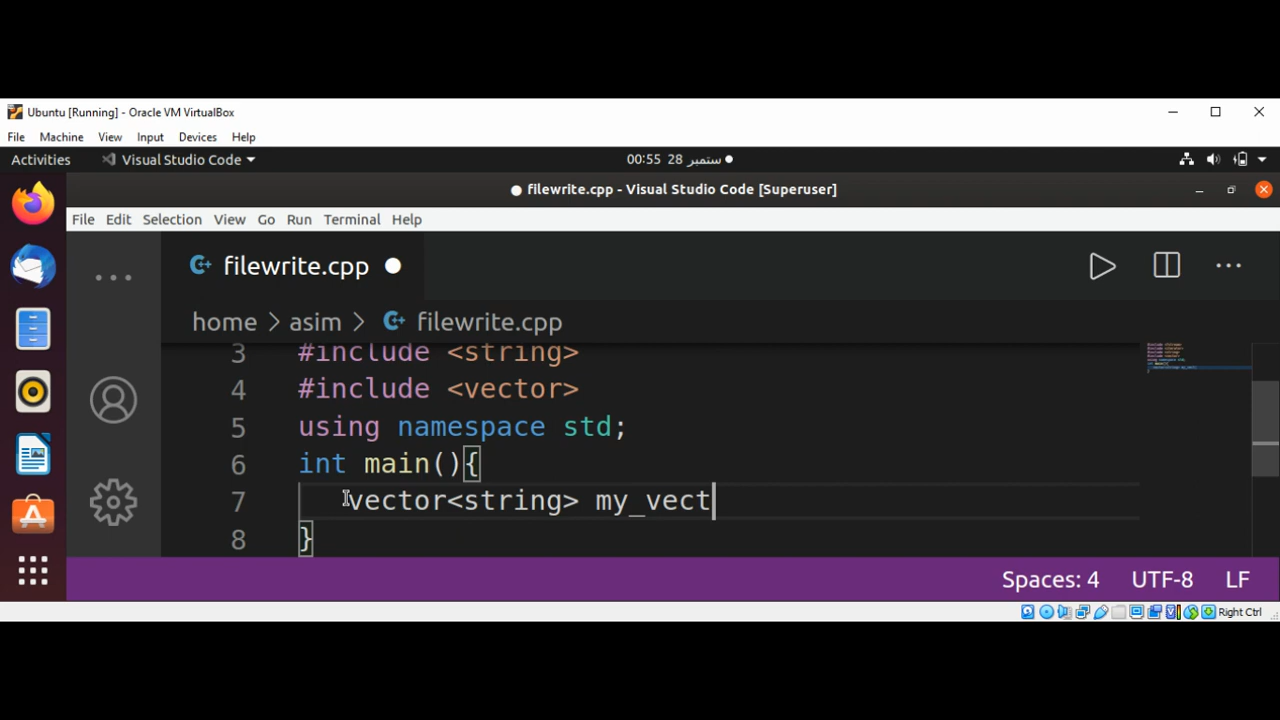 Ubuntu [Running] - Oracle VM VirtualBox
File Machine View Input Devices Help
Activities Visual Studio Code 00:55 28 ستمبر
● filewrite.cpp - Visual Studio Code [Superuser]
File Edit Selection View Go Run Terminal Help
filewrite.cpp
home > asim > filewrite.cpp
3 #include <string>
4 #include <vector>
5 using namespace std;
6 int main(){
7 vector<string> my_vect
8 }
Spaces: 4 UTF-8 LF
Right Ctrl